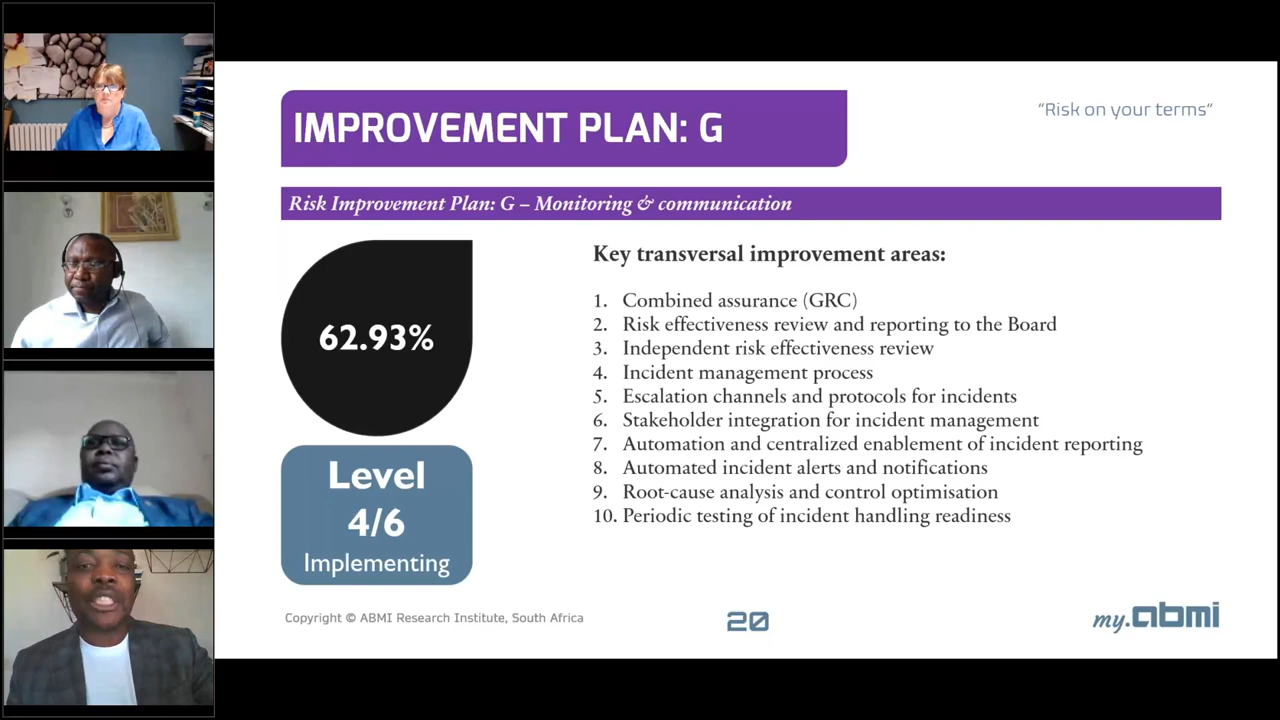 IMPROVEMENT PLAN: G
"Risk on your terms"
Risk Improvement Plan: G – Monitoring & communication
62.93%
Level
4/6
Implementing
Key transversal improvement areas:
1. Combined assurance (GRC)
2. Risk effectiveness review and reporting to the Board
3. Independent risk effectiveness review
4. Incident management process
5. Escalation channels and protocols for incidents
6. Stakeholder integration for incident management
7. Automation and centralized enablement of incident reporting
8. Automated incident alerts and notifications
9. Root-cause analysis and control optimisation
10. Periodic testing of incident handling readiness
Copyright © ABMI Research Institute, South Africa
20
my.abmi